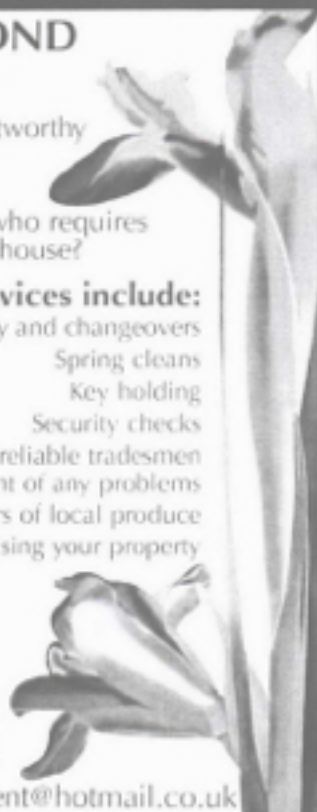 OND
tworthy
who requires
house?
vices include:
y and changeovers
Spring cleans
Key holding
Security checks
reliable tradesmen
nt of any problems
rs of local produce
sing your property
ent@hotmail.co.uk